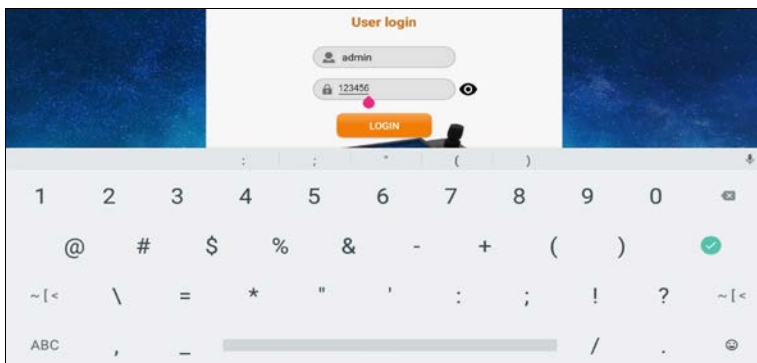 User login
admin
123456
LOGIN
: ; " ( )
1 2 3 4 5 6 7 8 9 0
@ # $ % & - + ( )
~ [ < \ = * " ' : ; ! ? ~ [ <
ABC , _ / .